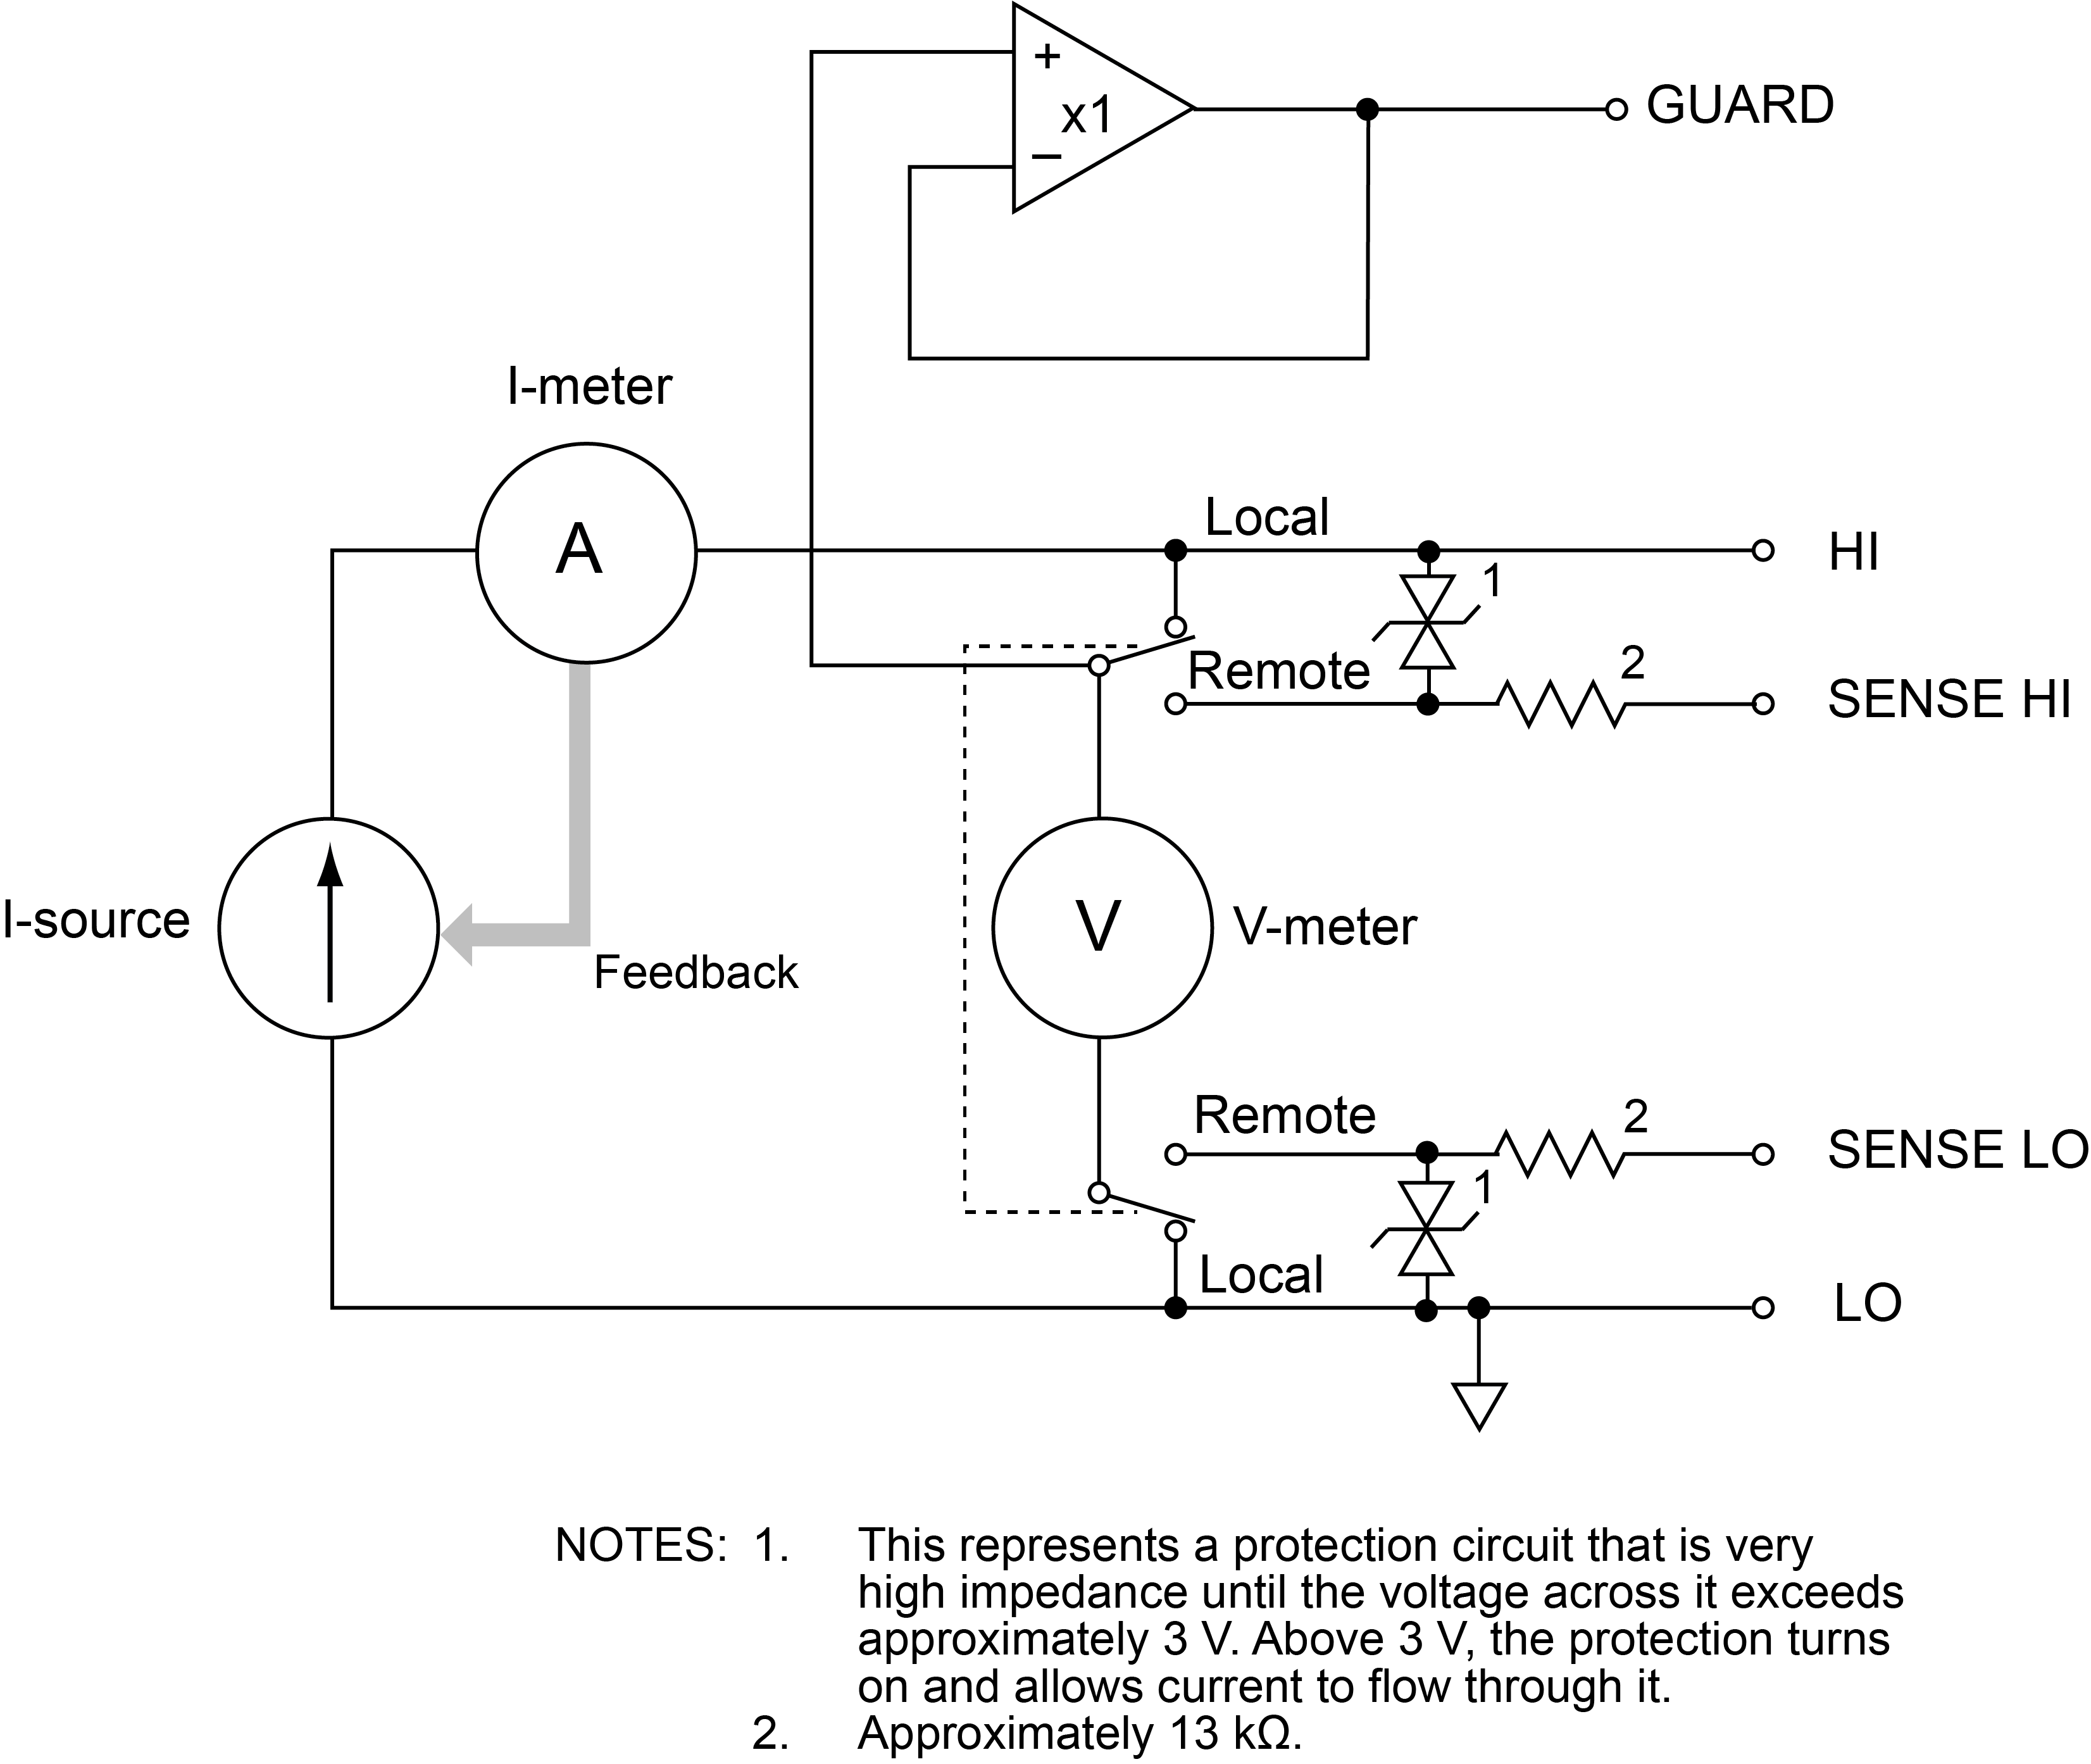 +
x1
–
GUARD
I-meter
A
Local
HI
1
Remote
2
SENSE HI
I-source
V
V-meter
Feedback
Remote
2
SENSE LO
1
Local
LO
NOTES: 1. This represents a protection circuit that is very
high impedance until the voltage across it exceeds
approximately 3 V. Above 3 V, the protection turns
on and allows current to flow through it.
2. Approximately 13 kΩ.